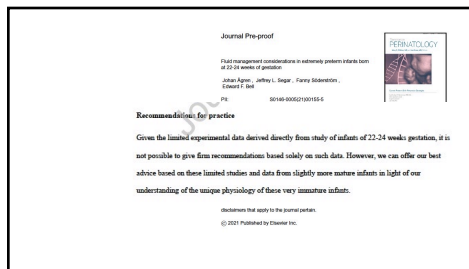 Journal Pre-proof
PERINATOLOGY
Fluid management considerations in extremely preterm infants born
at 22-24 weeks of gestation
Johan Ågren , Jeffrey L. Segar , Fanny Söderström ,
Edward F. Bell
PII: S0146-0005(21)00155-5
Recommendations for practice
Given the limited experimental data derived directly from study of infants of 22-24 weeks gestation, it is
not possible to give firm recommendations based solely on such data. However, we can offer our best
advice based on these limited studies and data from slightly more mature infants in light of our
understanding of the unique physiology of these very immature infants.
disclaimers that apply to the journal pertain.
© 2021 Published by Elsevier Inc.